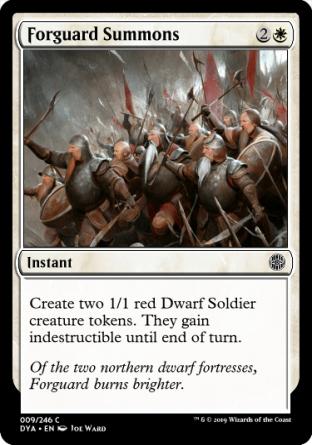 Forguard Summons 2
Instant
Create two 1/1 red Dwarf Soldier
creature tokens. They gain
indestructible until end of turn.
Of the two northern dwarf fortresses,
Forguard burns brighter.
009/246 C
DYA • EN Joe Ward
™ & © 2019 Wizards of the Coast